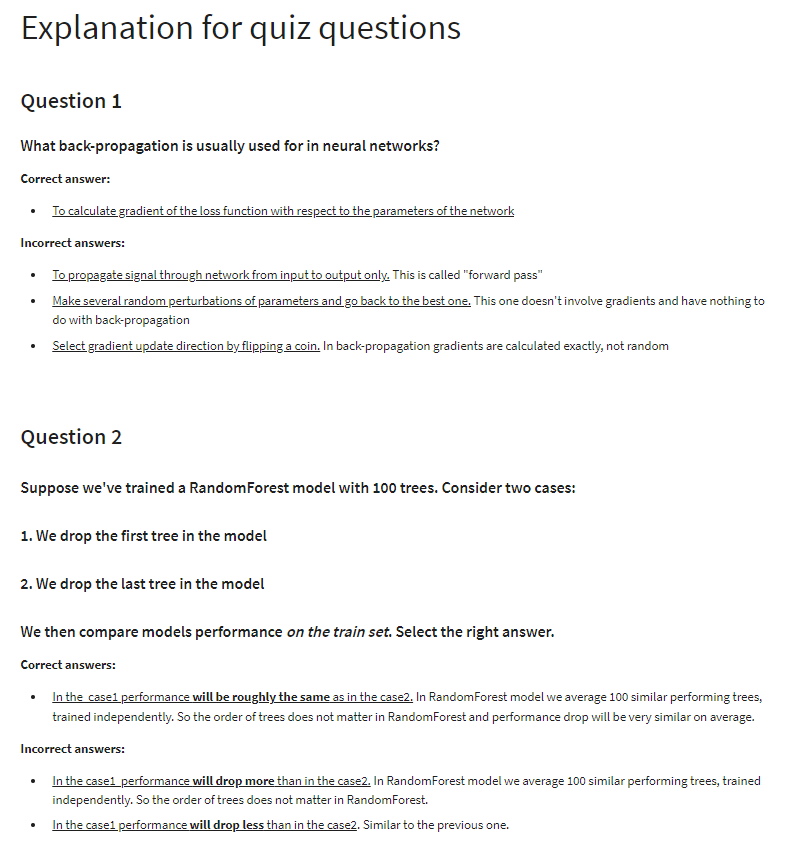 Explanation for quiz questions
Question 1
What back-propagation is usually used for in neural networks?
Correct answer:
• To calculate gradient of the loss function with respect to the parameters of the network
Incorrect answers:
• To propagate signal through network from input to output only. This is called "forward pass"
• Make several random perturbations of parameters and go back to the best one. This one doesn't involve gradients and have nothing to
do with back-propagation
• Select gradient update direction by flipping a coin. In back-propagation gradients are calculated exactly, not random
Question 2
Suppose we've trained a RandomForest model with 100 trees. Consider two cases:
1. We drop the first tree in the model
2. We drop the last tree in the model
We then compare models performance on the train set. Select the right answer.
Correct answers:
• In the case1 performance will be roughly the same as in the case2. In RandomForest model we average 100 similar performing trees,
trained independently. So the order of trees does not matter in RandomForest and performance drop will be very similar on average.
Incorrect answers:
• In the case1 performance will drop more than in the case2. In RandomForest model we average 100 similar performing trees, trained
independently. So the order of trees does not matter in RandomForest.
• In the case1 performance will drop less than in the case2. Similar to the previous one.